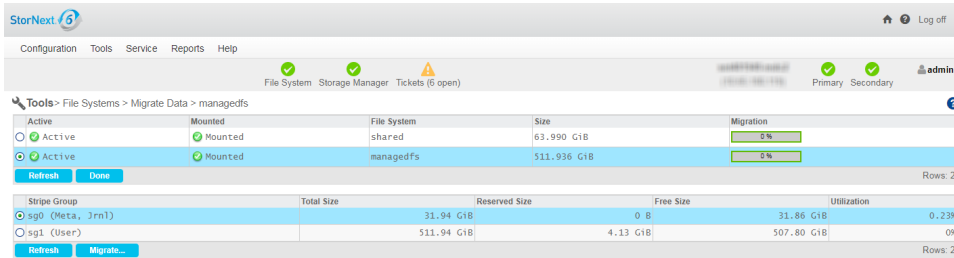 StorNext 6 Log off
Configuration Tools Service Reports Help
File System Storage Manager Tickets (6 open) Primary Secondary admin
Tools> File Systems > Migrate Data > managedfs
Active Mounted File System Size Migration
Active Mounted shared 63.990 GiB 0 %
Active Mounted managedfs 511.936 GiB 0 %
Refresh Done Rows: 2
Stripe Group Total Size Reserved Size Free Size Utilization
sg0 (Meta, Jrnl) 31.94 GiB 0 B 31.86 GiB 0.23%
sg1 (User) 511.94 GiB 4.13 GiB 507.80 GiB 0%
Refresh Migrate... Rows: 2